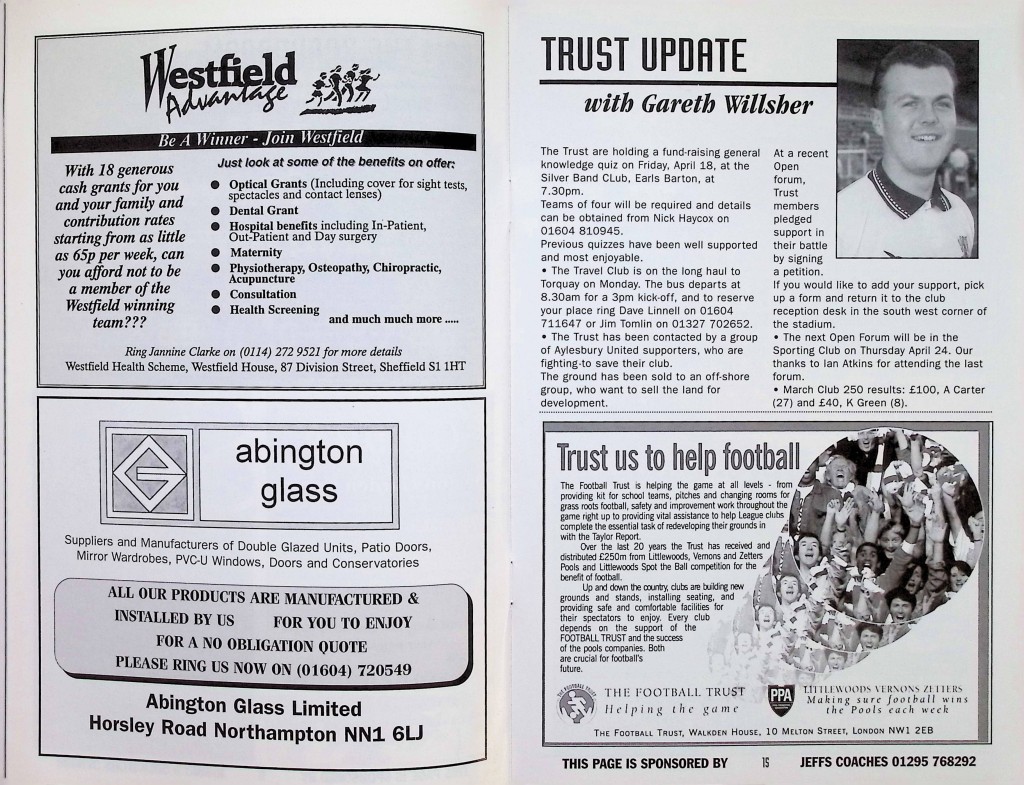 Westfield
Advantage
Be A Winner - Join Westfield
With 18 generous
cash grants for you
and your family and
contribution rates
starting from as little
as 65p per week, can
you afford not to be
a member of the
Westfield winning
team???
Just look at some of the benefits on offer:
● Optical Grants (Including cover for sight tests,
spectacles and contact lenses)
● Dental Grant
● Hospital benefits including In-Patient,
Out-Patient and Day surgery
● Maternity
● Physiotherapy, Osteopathy, Chiropractic,
Acupuncture
● Consultation
● Health Screening
and much much more .....
Ring Jannine Clarke on (0114) 272 9521 for more details
Westfield Health Scheme, Westfield House, 87 Division Street, Sheffield S1 1HT
abington
glass
Suppliers and Manufacturers of Double Glazed Units, Patio Doors,
Mirror Wardrobes, PVC-U Windows, Doors and Conservatories
ALL OUR PRODUCTS ARE MANUFACTURED &
INSTALLED BY US FOR YOU TO ENJOY
FOR A NO OBLIGATION QUOTE
PLEASE RING US NOW ON (01604) 720549
Abington Glass Limited
Horsley Road Northampton NN1 6LJ
TRUST UPDATE
with Gareth Willsher
The Trust are holding a fund-raising general
knowledge quiz on Friday, April 18, at the
Silver Band CLub, Earls Barton, at
7.30pm.
Teams of four will be required and details
can be obtained from Nick Haycox on
01604 810945.
Previous quizzes have been well supported
and most enjoyable.
• The Travel Club is on the long haul to
Torquay on Monday. The bus departs at
8.30am for a 3pm kick-off, and to reserve
your place ring Dave Linnell on 01604
711647 or Jim Tomlin on 01327 702652.
• The Trust has been contacted by a group
of Aylesbury United supporters, who are
fighting-to save their club.
The ground has been sold to an off-shore
group, who want to sell the land for
development.
At a recent
Open
forum,
Trust
members
pledged
support in
their battle
by signing
a petition.
If you would like to add your support, pick
up a form and return it to the club
reception desk in the south west corner of
the stadium.
• The next Open Forum will be in the
Sporting Club on Thursday April 24. Our
thanks to Ian Atkins for attending the last
forum.
• March Club 250 results: £100, A Carter
(27) and £40, K Green (8).
Trust us to help football
The Football Trust is helping the game at all levels - from
providing kit for school teams, pitches and changing rooms for
grass roots football, safety and improvement work throughout the
game right up to providing vital assistance to help League clubs
complete the essential task of redeveloping their grounds in
with the Taylor Report.
Over the last 20 years the Trust has received and
distributed £250m from Littlewoods, Vernons and Zetters
Pools and Littlewoods Spot the Ball competition for the
benefit of football.
Up and down the country, clubs are building new
grounds and stands, installing seating, and
providing safe and comfortable facilities for
their spectators to enjoy. Every club
depends on the support of the
FOOTBALL TRUST and the success
of the pools companies. Both
are crucial for football's
future.
THE FOOTBALL TRUST
THE FOOTBALL TRUST
Helping the game
PPA
LITTLEWOODS VERNONS ZETTERS
Making sure football wins
the Pools each week
THE FOOTBALL TRUST, WALKDEN HOUSE, 10 MELTON STREET, LONDON NW1 2EB
THIS PAGE IS SPONSORED BY 15 JEFFS COACHES 01295 768292